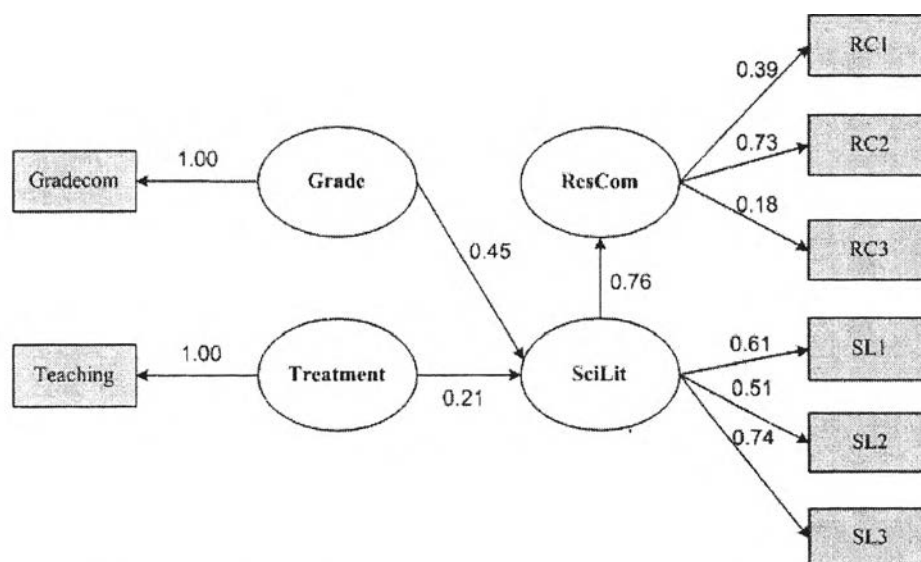 RC1
0.39
1.00
Grade
ResCom
0.73
RC2
Gradecom
0.18
RC3
0.45
0.76
1.00
Treatment
SciLit
0.61
SL1
Teaching
0.21
0.51
SL2
0.74
SL3